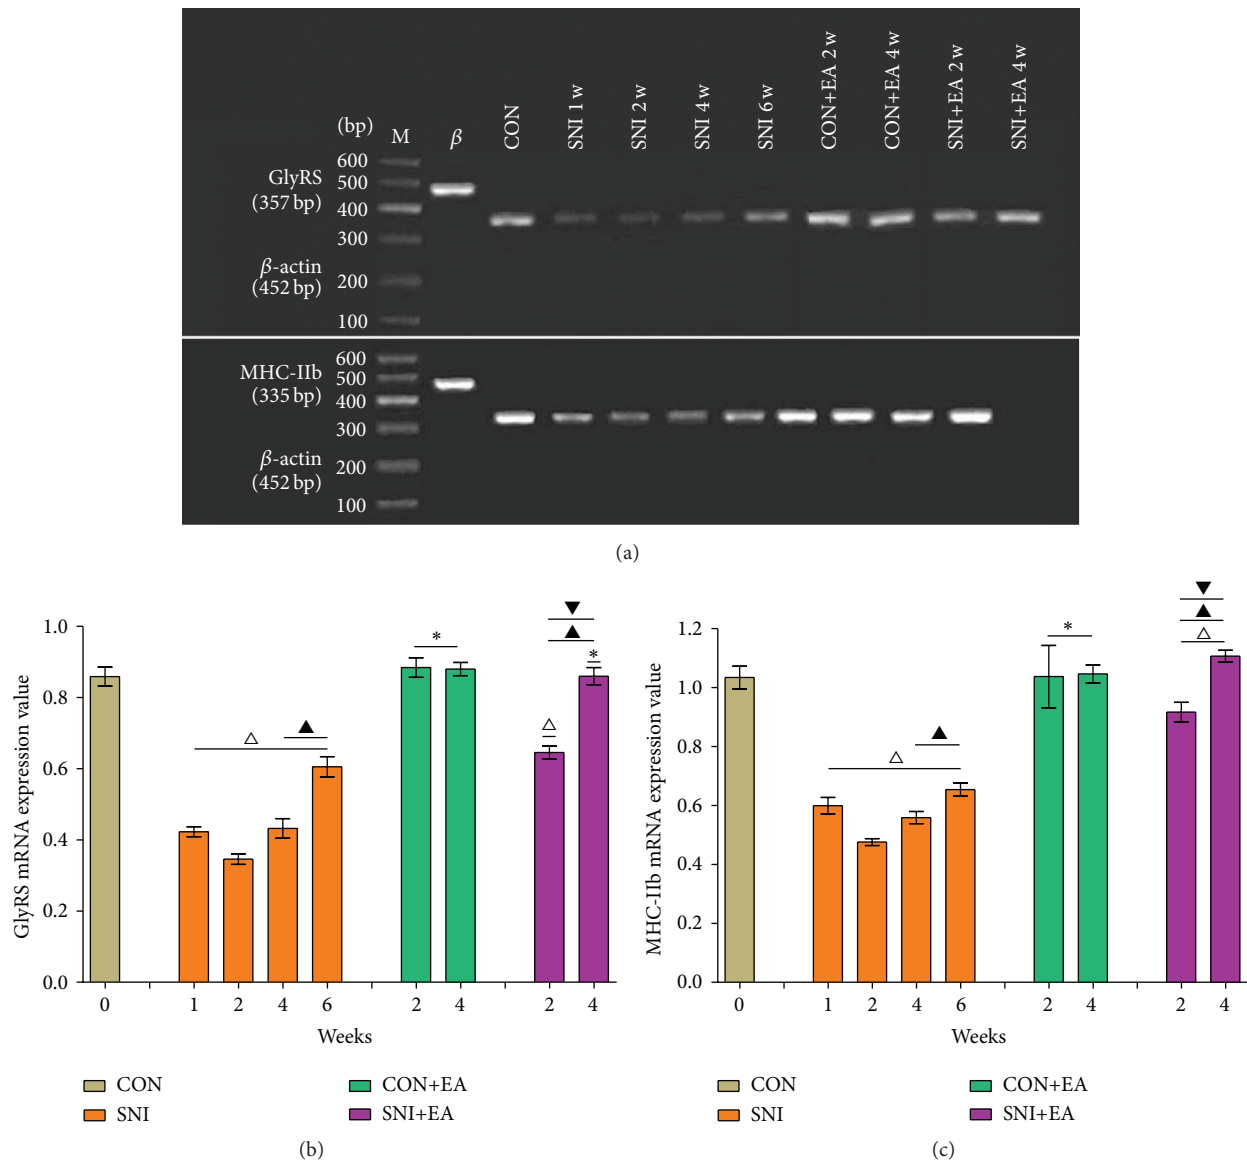 CON
SNI 1 w
SNI 2 w
SNI 4 w
SNI 6 w
CON+EA 2 w
CON+EA 4 w
SNI+EA 2 w
SNI+EA 4 w
(bp)
M
β
600
GlyRS
500
(357 bp)
400
300
β-actin
(452 bp)
200
100
600
MHC-IIb
500
(335 bp)
400
300
β-actin
(452 bp)
200
100
(a)
GlyRS mRNA expression value
1.0
0.8
0.6
0.4
0.2
0.0
*
*
0 1 2 4 6 2 4 2 4
Weeks
CON
CON+EA
SNI
SNI+EA
(b)
MHC-IIb mRNA expression value
1.2
1.0
0.8
0.6
0.4
0.2
0.0
*
0 1 2 4 6 2 4 2 4
Weeks
CON
CON+EA
SNI
SNI+EA
(c)